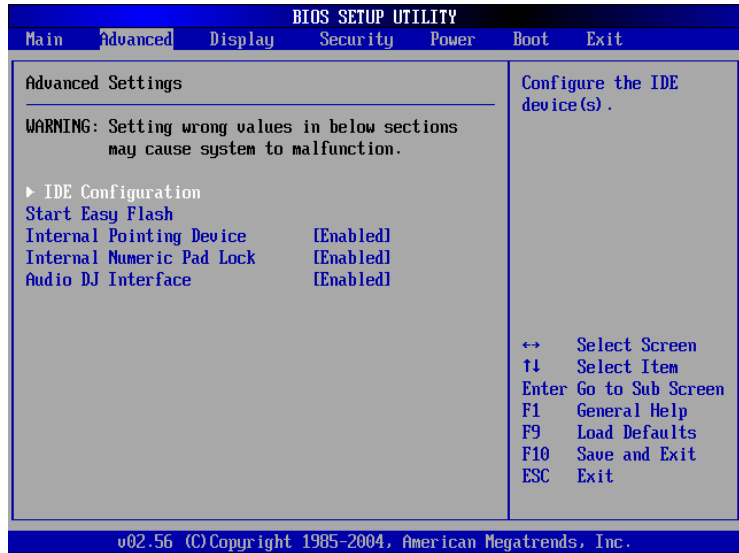 BIOS SETUP UTILITY
Main Advanced Display Security Power Boot Exit
Advanced Settings
WARNING: Setting wrong values in below sections
may cause system to malfunction.
▶ IDE Configuration
Start Easy Flash
Internal Pointing Device [Enabled]
Internal Numeric Pad Lock [Enabled]
Audio DJ Interface [Enabled]
Configure the IDE
device(s).
↔ Select Screen
↑↓ Select Item
Enter Go to Sub Screen
F1 General Help
F9 Load Defaults
F10 Save and Exit
ESC Exit
v02.56 (C)Copyright 1985-2004, American Megatrends, Inc.